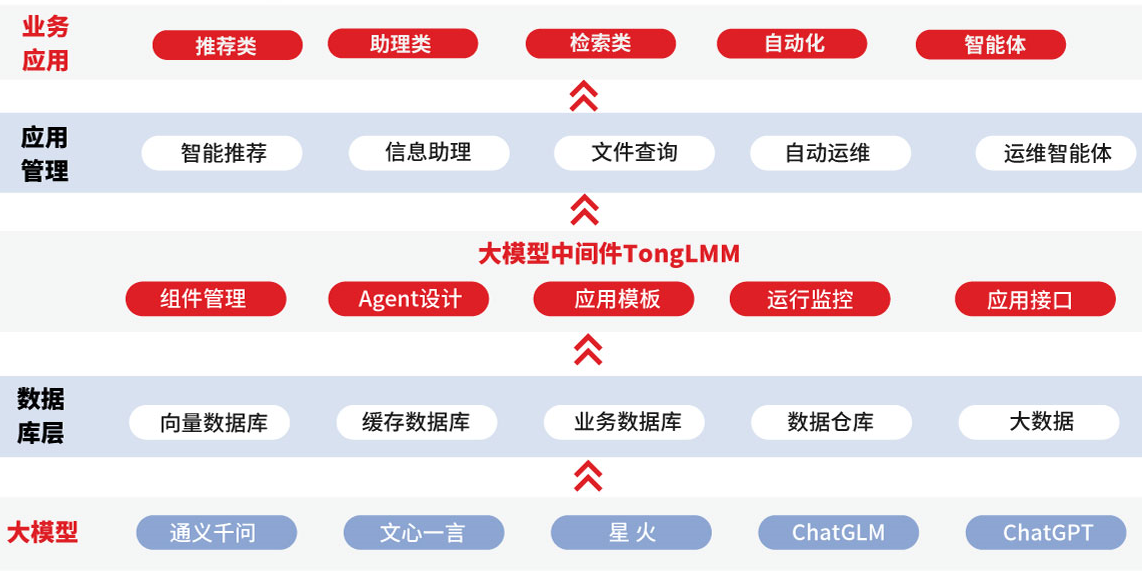 业务
应用
推荐类
助理类
检索类
自动化
智能体
应用
管理
智能推荐
信息助理
文件查询
自动运维
运维智能体
大模型中间件TongLMM
组件管理
Agent设计
应用模板
运行监控
应用接口
数据
库层
向量数据库
缓存数据库
业务数据库
数据仓库
大数据
大模型
通义千问
文心一言
星 火
ChatGLM
ChatGPT